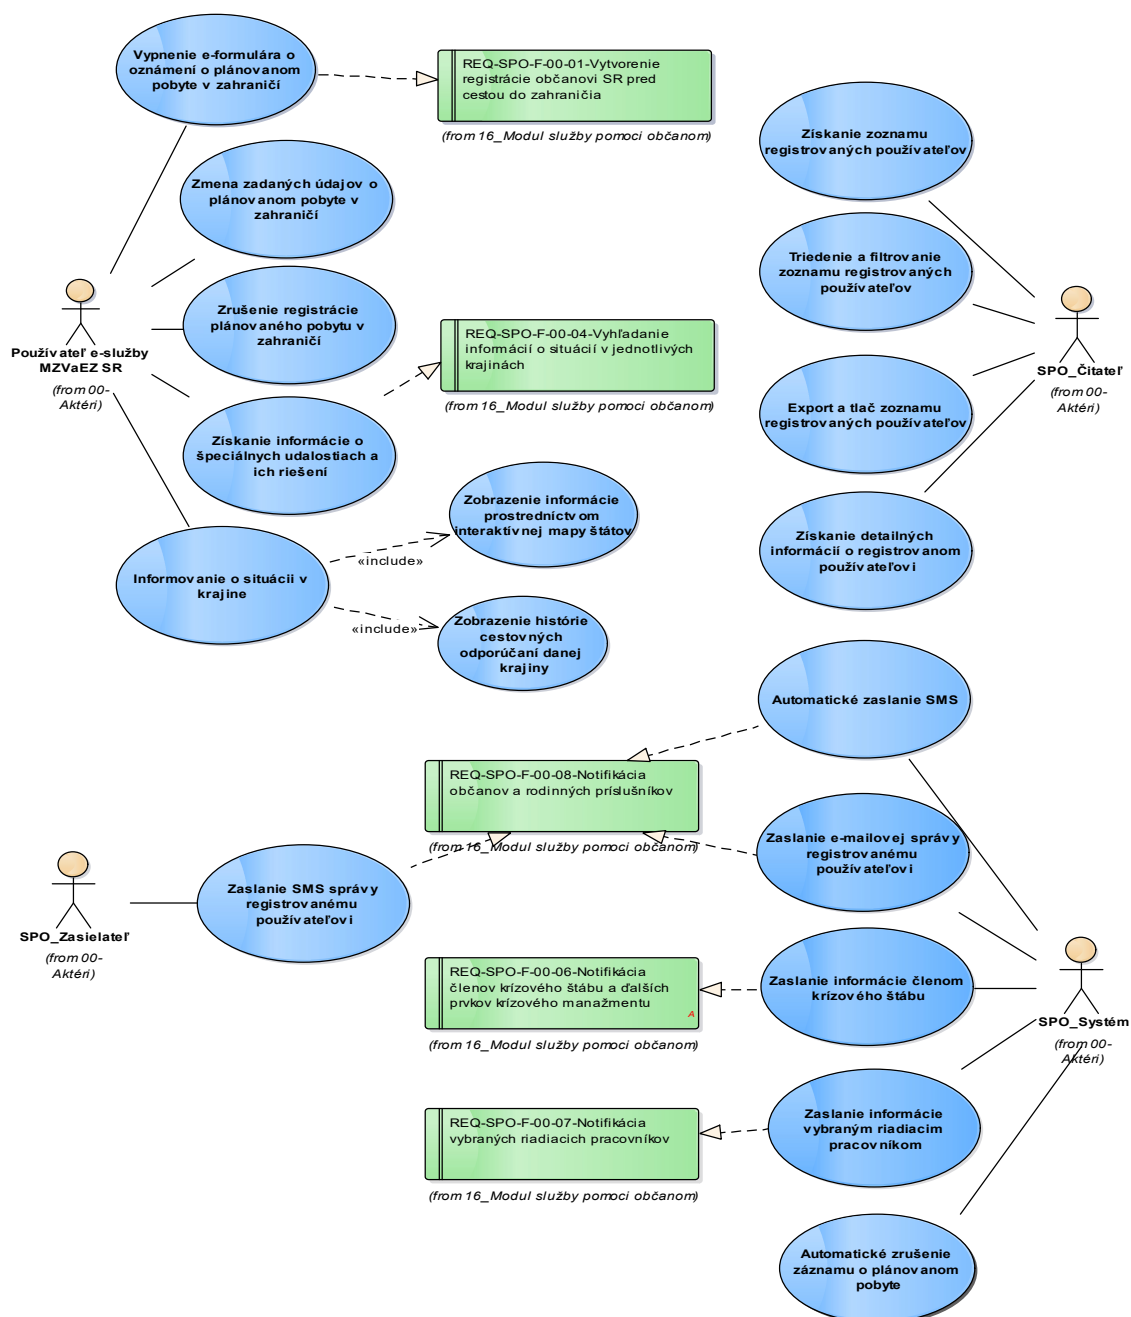 Vypnenie e-formulára o
oznámení o plánovanom
pobyte v zahraničí
REQ-SPO-F-00-01-Vytvorenie
registrácie občanovi SR pred
cestou do zahraničia
(from 16_Modul služby pomoci občanom)
Zmena zadaných údajov o
plánovanom pobyte v
zahraničí
Zrušenie registrácie
plánovaného pobytu v
zahraničí
Používateľ e-služby
MZVaEZ SR
(from 00-
Aktéri)
REQ-SPO-F-00-04-Vyhľadanie
informácií o situácií v jednotlivých
krajinách
(from 16_Modul služby pomoci občanom)
Získanie informácie o
špeciálnych udalostiach a
ich riešení
Zobrazenie informácie
prostredníctvom
interaktívnej mapy štátov
Informovanie o situácii v
krajine
«include»
«include»
Zobrazenie histórie
cestovných
odporúčaní danej
krajiny
Získanie zoznamu
registrovaných používateľov
Triedenie a filtrovanie
zoznamu registrovaných
používateľov
SPO_Čitateľ
(from 00-
Aktéri)
Export a tlač zoznamu
registrovaných používateľov
Získanie detailných
informácií o registrovanom
používateľovi
Automatické zaslanie SMS
REQ-SPO-F-00-08-Notifikácia
občanov a rodinných príslušníkov
(from 16_Modul služby pomoci občanom)
Zaslanie e-mailovej správy
registrovanému
používateľovi
Zaslanie SMS správy
registrovanému
používateľovi
SPO_Zasielateľ
(from 00-
Aktéri)
REQ-SPO-F-00-06-Notifikácia
členov krízového štábu a ďalších
prvkov krízového manažmentu
A
(from 16_Modul služby pomoci občanom)
Zaslanie informácie členom
krízového štábu
SPO_Systém
(from 00-
Aktéri)
REQ-SPO-F-00-07-Notifikácia
vybraných riadiacich pracovníkov
(from 16_Modul služby pomoci občanom)
Zaslanie informácie
vybraným riadiacim
pracovníkom
Automatické zrušenie
záznamu o plánovanom
pobyte